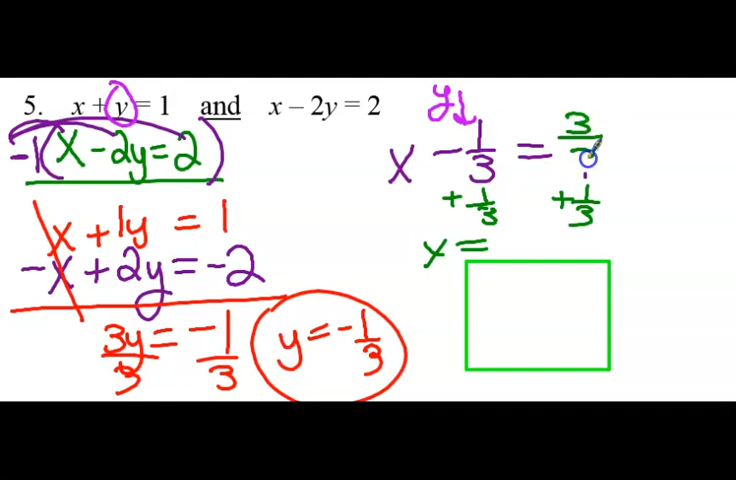 5. x + y = 1 and x – 2y = 2
-1(x - 2y = 2)
x + 1y = 1
-x + 2y = -2
3y/3 = -1/3
y = -1/3
y↓
x - 1/3 = 3/
+ 1/3 + 1/3
x =